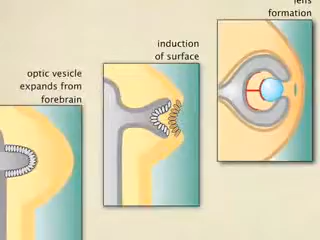 optic vesicle
expands from
forebrain
induction
of surface
lens
formation